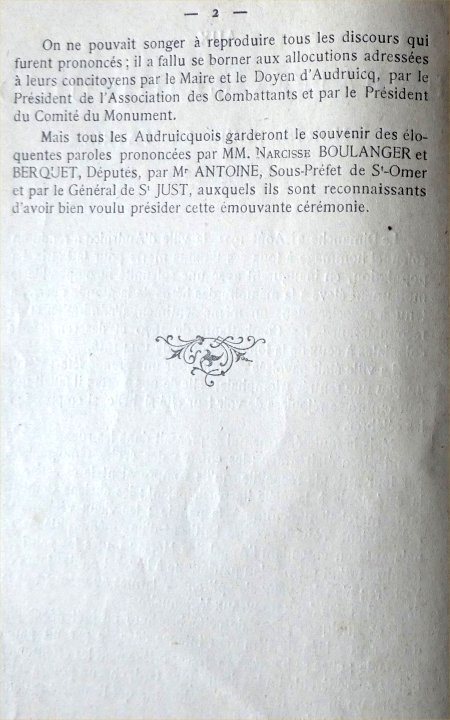 — 2 —
On ne pouvait songer à reproduire tous les discours qui
furent prononcés ; il a fallu se borner aux allocutions adressées
à leurs concitoyens par le Maire et le Doyen d'Audruicq, par le
Président de l'Association des Combattants et par le Président
du Comité du Monument.
Mais tous les Audruicquois garderont le souvenir des élo-
quentes paroles prononcées par MM. NARCISSE BOULANGER et
BERQUET, Députés, par Mr ANTOINE, Sous-Préfet de St-Omer
et par le Général de St JUST, auxquels ils sont reconnaissants
d'avoir bien voulu présider cette émouvante cérémonie.